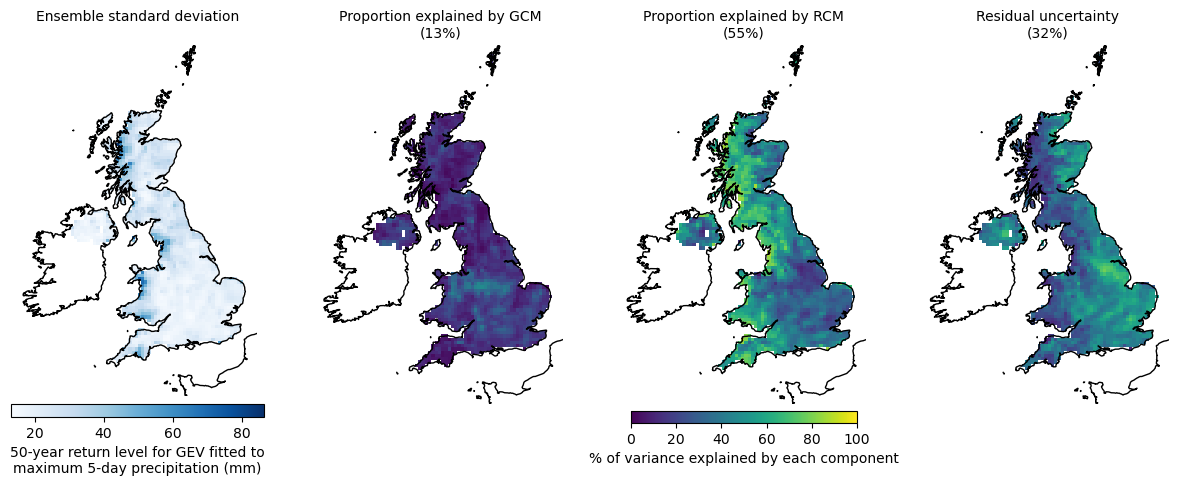 Ensemble standard deviation
Proportion explained by GCM
(13%)
Proportion explained by RCM
(55%)
Residual uncertainty
(32%)
20 40 60 80
50-year return level for GEV fitted to
maximum 5-day precipitation (mm)
0 20 40 60 80 100
% of variance explained by each component